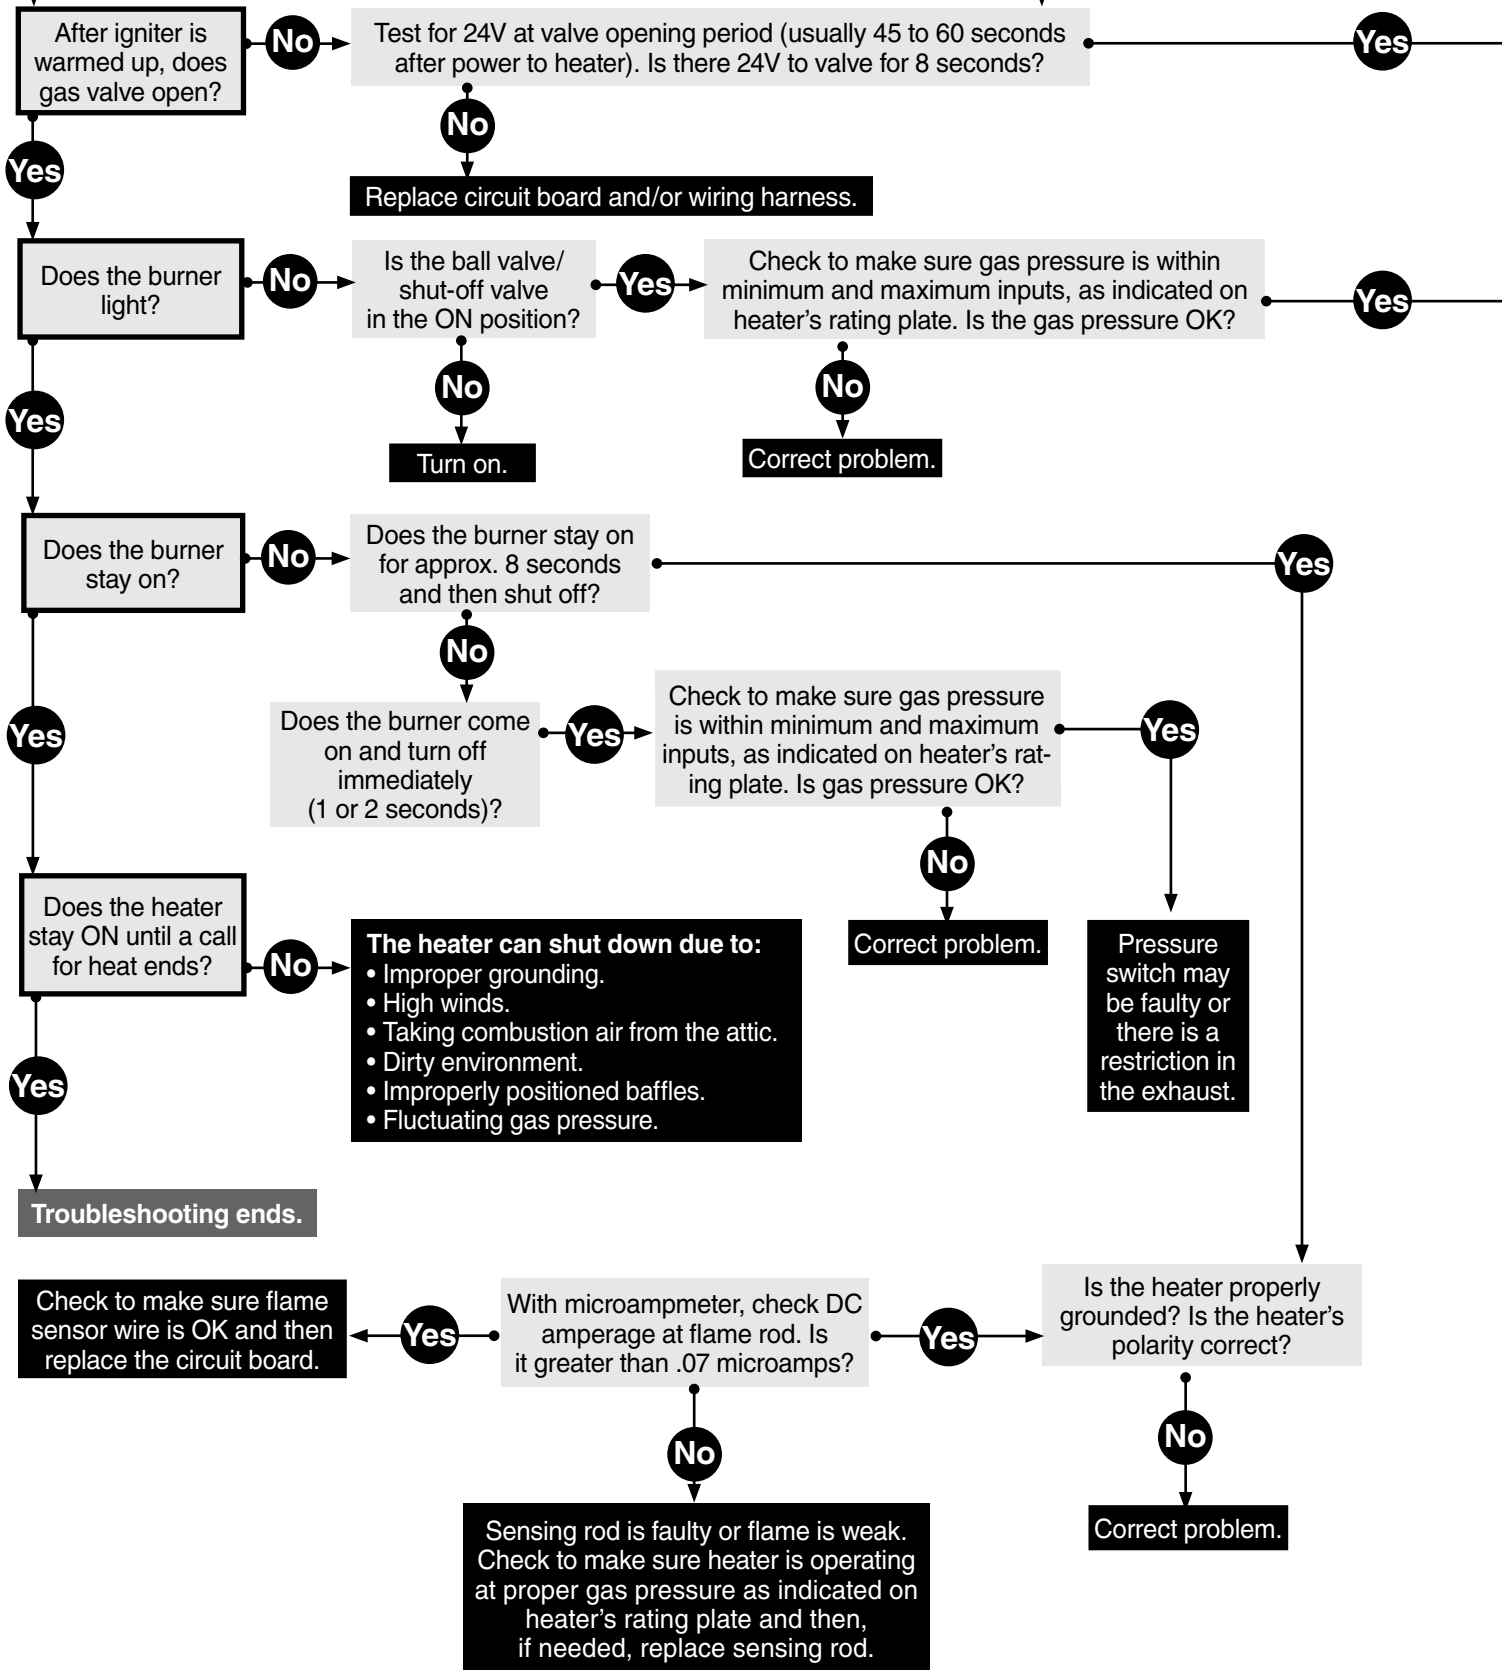 After igniter is
warmed up, does
gas valve open?
No
Test for 24V at valve opening period (usually 45 to 60 seconds
after power to heater). Is there 24V to valve for 8 seconds?
Yes
No
Yes
Replace circuit board and/or wiring harness.
Does the burner
light?
No
Is the ball valve/
shut-off valve
in the ON position?
Yes
Check to make sure gas pressure is within
minimum and maximum inputs, as indicated on
heater's rating plate. Is the gas pressure OK?
Yes
No
No
Yes
Turn on.
Correct problem.
Does the burner
stay on?
No
Does the burner stay on
for approx. 8 seconds
and then shut off?
Yes
No
Yes
Does the burner come
on and turn off
immediately
(1 or 2 seconds)?
Yes
Check to make sure gas pressure
is within minimum and maximum
inputs, as indicated on heater's rat-
ing plate. Is gas pressure OK?
Yes
No
Does the heater
stay ON until a call
for heat ends?
No
The heater can shut down due to:
• Improper grounding.
• High winds.
• Taking combustion air from the attic.
• Dirty environment.
• Improperly positioned baffles.
• Fluctuating gas pressure.
Correct problem.
Pressure
switch may
be faulty or
there is a
restriction in
the exhaust.
Yes
Troubleshooting ends.
Check to make sure flame
sensor wire is OK and then
replace the circuit board.
Yes
With microampmeter, check DC
amperage at flame rod. Is
it greater than .07 microamps?
Yes
Is the heater properly
grounded? Is the heater's
polarity correct?
No
No
Sensing rod is faulty or flame is weak.
Check to make sure heater is operating
at proper gas pressure as indicated on
heater's rating plate and then,
if needed, replace sensing rod.
Correct problem.